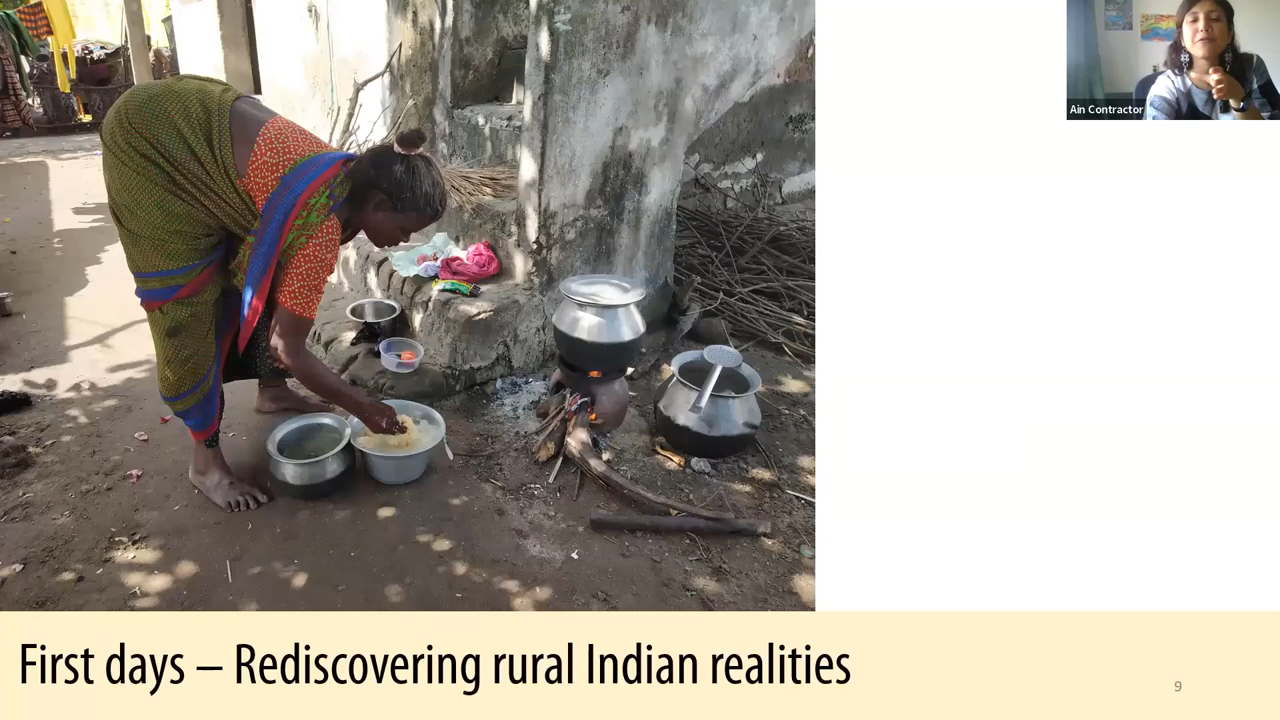 Ain Contractor
First days – Rediscovering rural Indian realities
9